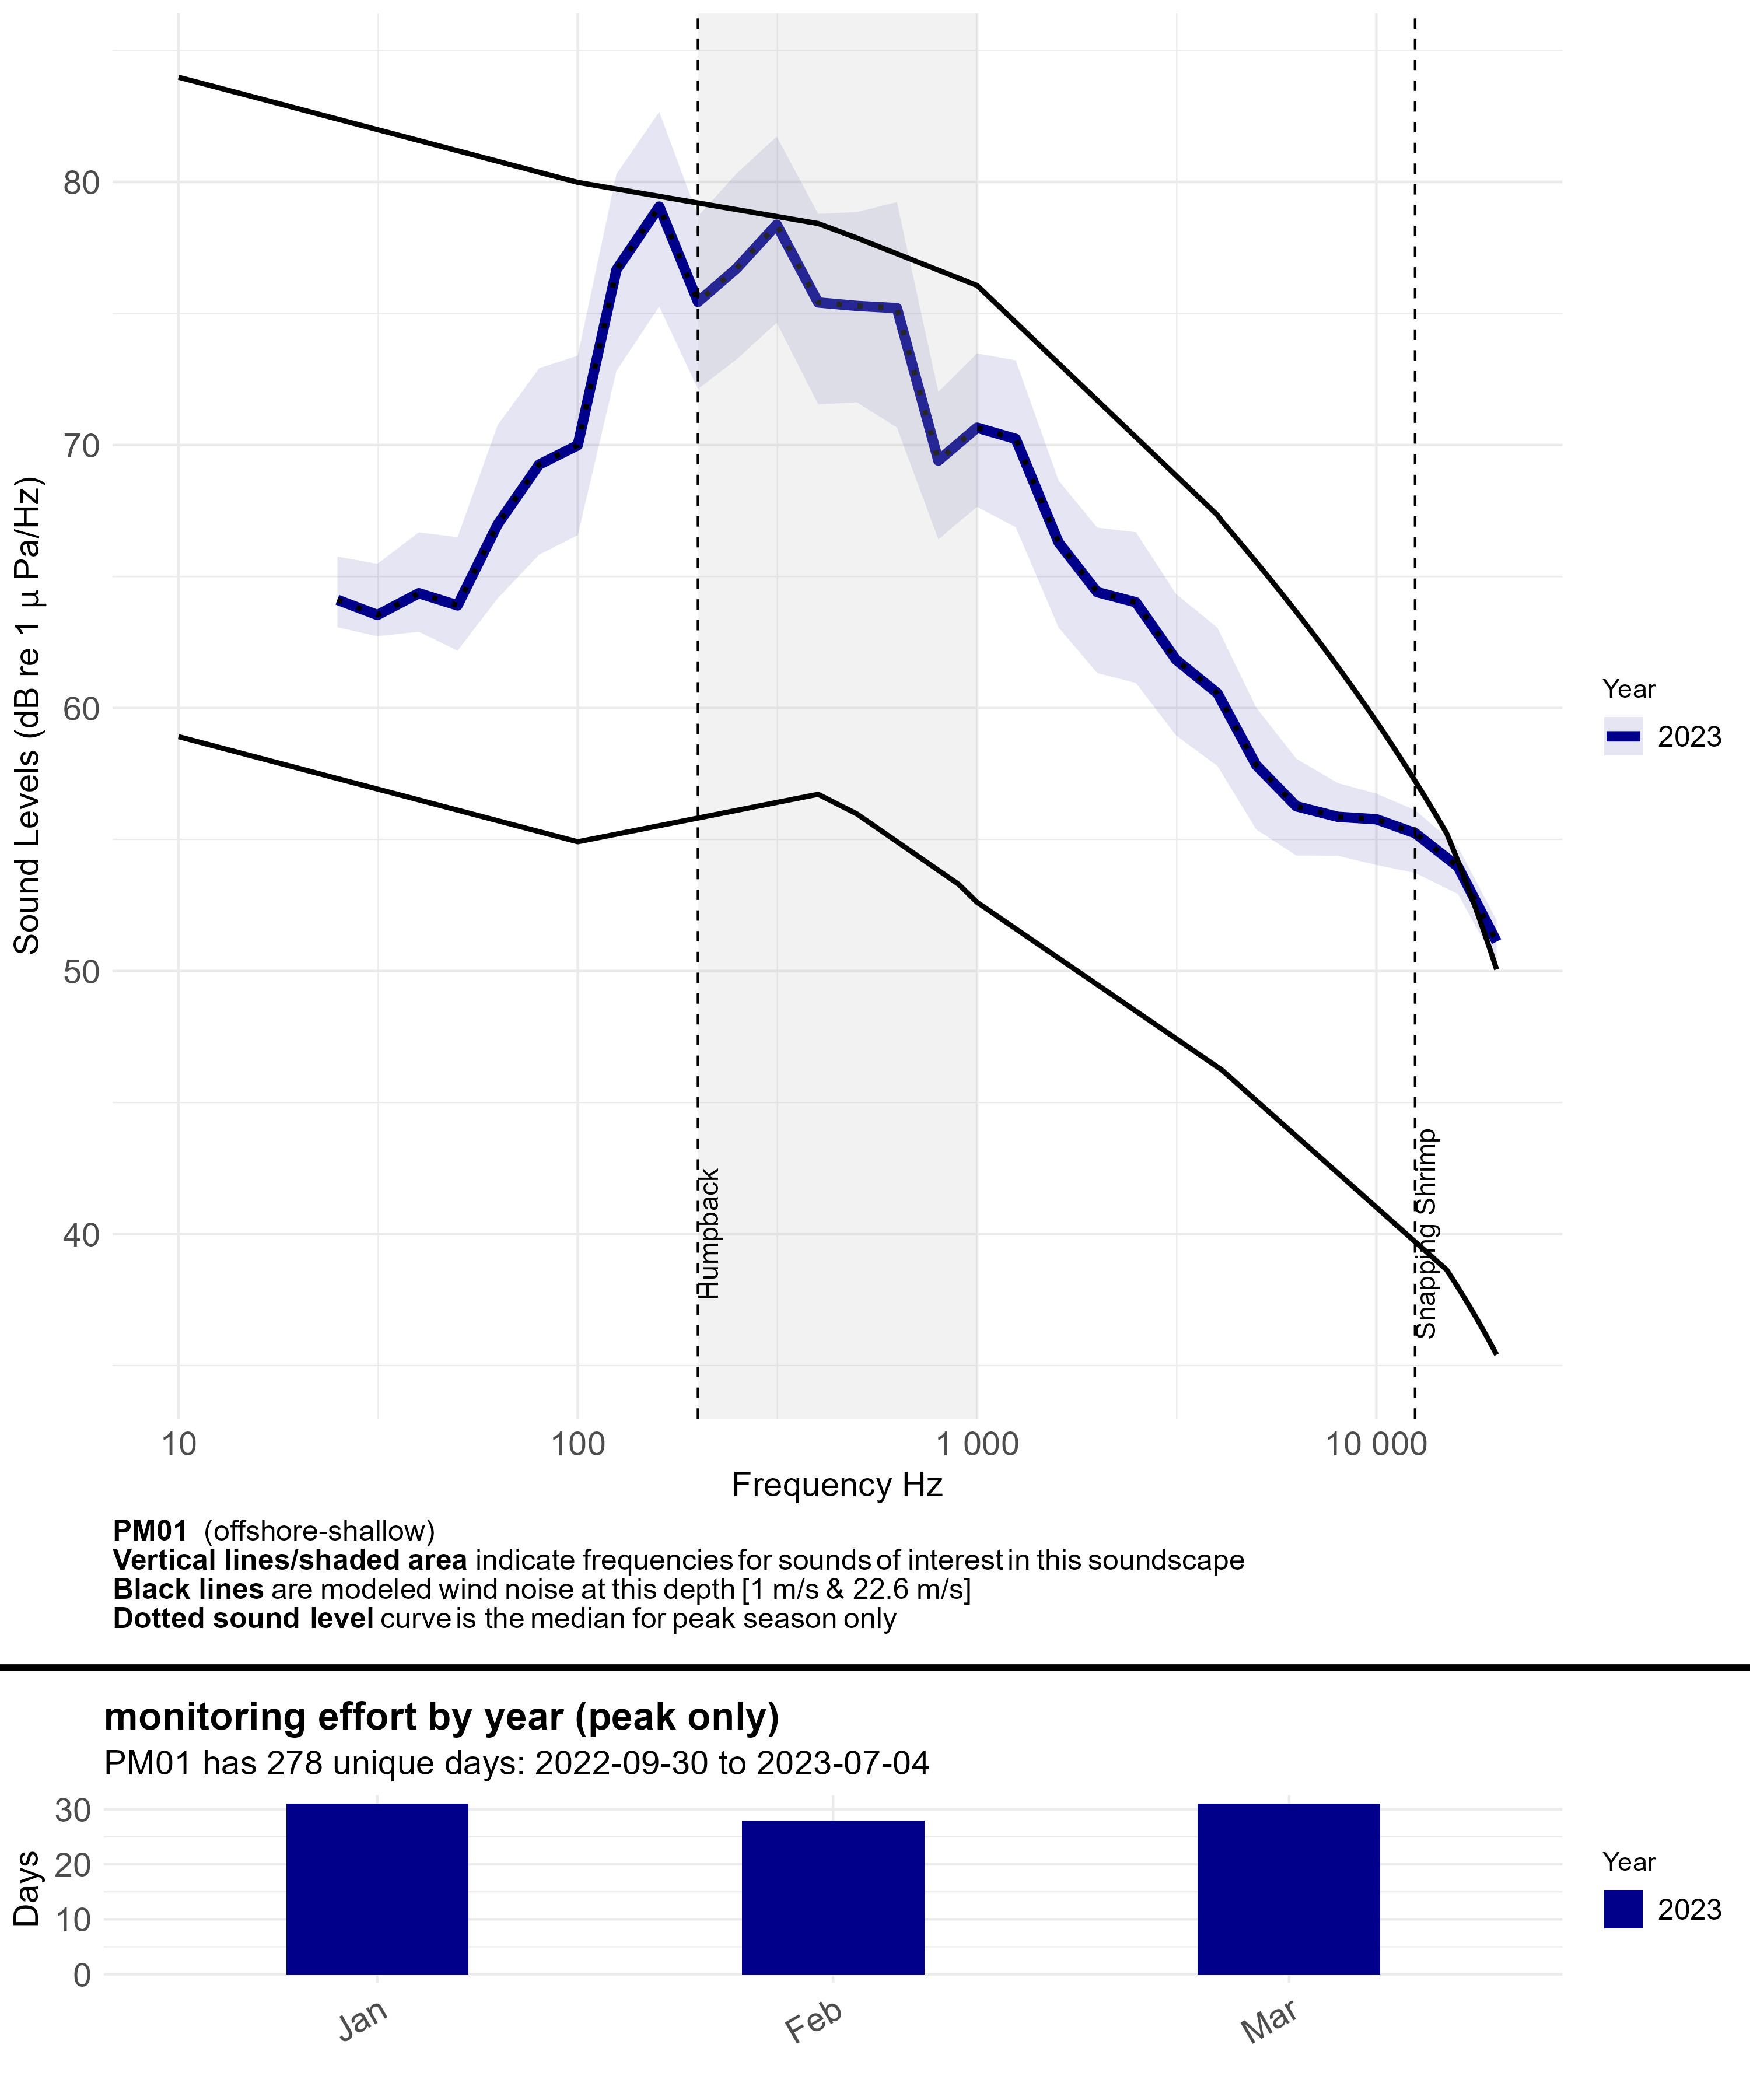 Sound Levels (dB re 1 µ Pa/Hz)
80
70
60
50
40
Humpback
Snapping Shrimp
Year
2023
10
100
1 000
10 000
Frequency Hz
PM01 (offshore-shallow)
Vertical lines/shaded area indicate frequencies for sounds of interest in this soundscape
Black lines are modeled wind noise at this depth [1 m/s & 22.6 m/s]
Dotted sound level curve is the median for peak season only
monitoring effort by year (peak only)
PM01 has 278 unique days: 2022-09-30 to 2023-07-04
Days
30
20
10
0
Jan
Feb
Mar
Year
2023